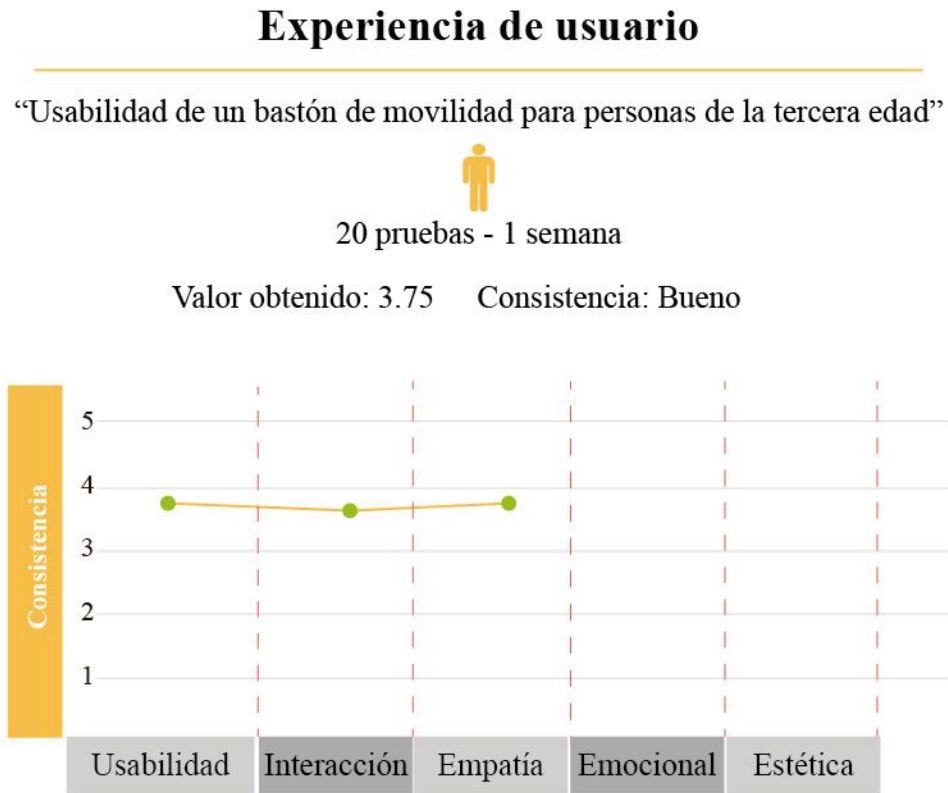 Experiencia de usuario
“Usabilidad de un bastón de movilidad para personas de la tercera edad”
20 pruebas - 1 semana
Valor obtenido: 3.75 Consistencia: Bueno
Consistencia
5
4
3
2
1
Usabilidad Interacción Empatía Emocional Estética